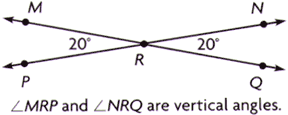 M N
20° 20°
R
P Q
∠MRP and ∠NRQ are vertical angles.